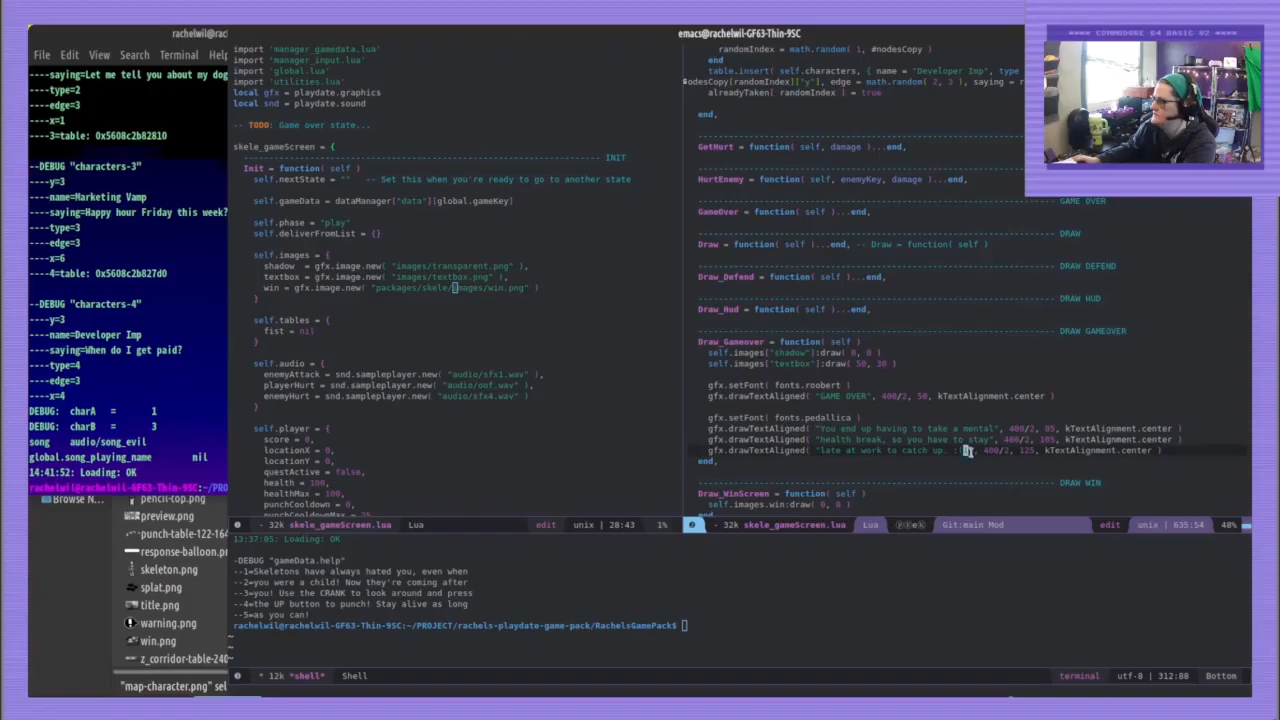 rachelwil@rach
File Edit View Search Terminal Help
----saying=Let me tell you about my dog
----type=2
----edge=3
----x=1
----3=table: 0x5608c2b82810
--DEBUG "characters-3"
----y=3
----name=Marketing Vamp
----saying=Happy hour Friday this week?
----type=3
----edge=3
----x=6
----4=table: 0x5608c2b827d0
--DEBUG "characters-4"
----y=3
----name=Developer Imp
----saying=When do I get paid?
----type=4
----edge=3
----x=4
DEBUG: charA = 1
DEBUG: charB = 3
song audio/song_evil
global.song_playing_name nil
14:41:52: Loading: OK
rachelwil@rachelwil-GF63-Thin-9SC:~/PRO
Browse N...
pencil-cop.png
preview.png
punch-table-122-164
response-balloon.png
skeleton.png
splat.png
title.png
warning.png
win.png
z_corridor-table-240
"map-character.png" sel
emacs@rachelwil-GF63-Thin-9SC
import 'manager_gamedata.lua'
import 'manager_input.lua'
import 'global.lua'
import 'utilities.lua'
local gfx = playdate.graphics
local snd = playdate.sound
-- TODO: Game over state...
skele_gameScreen = {
------------------------------------------------------------ INIT
Init = function( self )
self.nextState = "" -- Set this when you're ready to go to another state
self.gameData = dataManager["data"][global.gameKey]
self.phase = "play"
self.deliverFromList = {}
self.images = {
shadow = gfx.image.new( "images/transparent.png" ),
textbox = gfx.image.new( "images/textbox.png" ),
win = gfx.image.new( "packages/skele/images/win.png" )
}
self.tables = {
fist = nil
}
self.audio = {
enemyAttack = snd.sampleplayer.new( "audio/sfx1.wav" ),
playerHurt = snd.sampleplayer.new( "audio/oof.wav" ),
enemyHurt = snd.sampleplayer.new( "audio/sfx4.wav" )
}
self.player = {
score = 0,
locationX = 0,
locationY = 0,
questActive = false,
health = 100,
healthMax = 100,
punchCooldown = 0,
punchCooldownMax = 25
- 32k skele_gameScreen.lua Lua edit unix | 28:43 1%
randomIndex = math.random( 1, #nodesCopy )
end
table.insert( self.characters, { name = "Developer Imp", type
odesCopy[randomIndex]["y"], edge = math.random( 2, 3 ), saying = r
alreadyTaken[ randomIndex ] = true
end,
------------------------------------------------------------
GetHurt = function( self, damage )...end,
------------------------------------------------------------
HurtEnemy = function( self, enemyKey, damage )...end,
------------------------------------------------------------ GAME OVER
GameOver = function( self )...end,
------------------------------------------------------------ DRAW
Draw = function( self )...end, -- Draw = function( self )
------------------------------------------------------------ DRAW DEFEND
Draw_Defend = function( self )...end,
------------------------------------------------------------ DRAW HUD
Draw_Hud = function( self )...end,
------------------------------------------------------------ DRAW GAMEOVER
Draw_Gameover = function( self )
self.images["shadow"]:draw( 0, 0 )
self.images["textbox"]:draw( 50, 30 )
gfx.setFont( fonts.roobert )
gfx.drawTextAligned( "GAME OVER", 400/2, 50, kTextAlignment.center )
gfx.setFont( fonts.pedallica )
gfx.drawTextAligned( "You end up having to take a mental", 400/2, 85, kTextAlignment.center )
gfx.drawTextAligned( "health break, so you have to stay", 400/2, 105, kTextAlignment.center )
gfx.drawTextAligned( "late at work to catch up. 400/2, 125, kTextAlignment.center )
end,
------------------------------------------------------------ DRAW WIN
Draw_WinScreen = function( self )
self.images.win:draw( 0, 0 )
end
- 32k skele_gameScreen.lua Lua Git:main Mod edit unix | 635:54 48%
13:37:05: Loading: OK
-DEBUG "gameData.help"
--1=Skeletons have always hated you, even when
--2=you were a child! Now they're coming after
--3=you! Use the CRANK to look around and press
--4=the UP button to punch! Stay alive as long
--5=as you can!
rachelwil@rachelwil-GF63-Thin-9SC:~/PROJECT/rachels-playdate-game-pack/RachelsGamePack$
~
~
* 12k *shell* Shell terminal utf-8 | 312:88 Bottom
**** COMMODORE 64 BASIC V2 ****